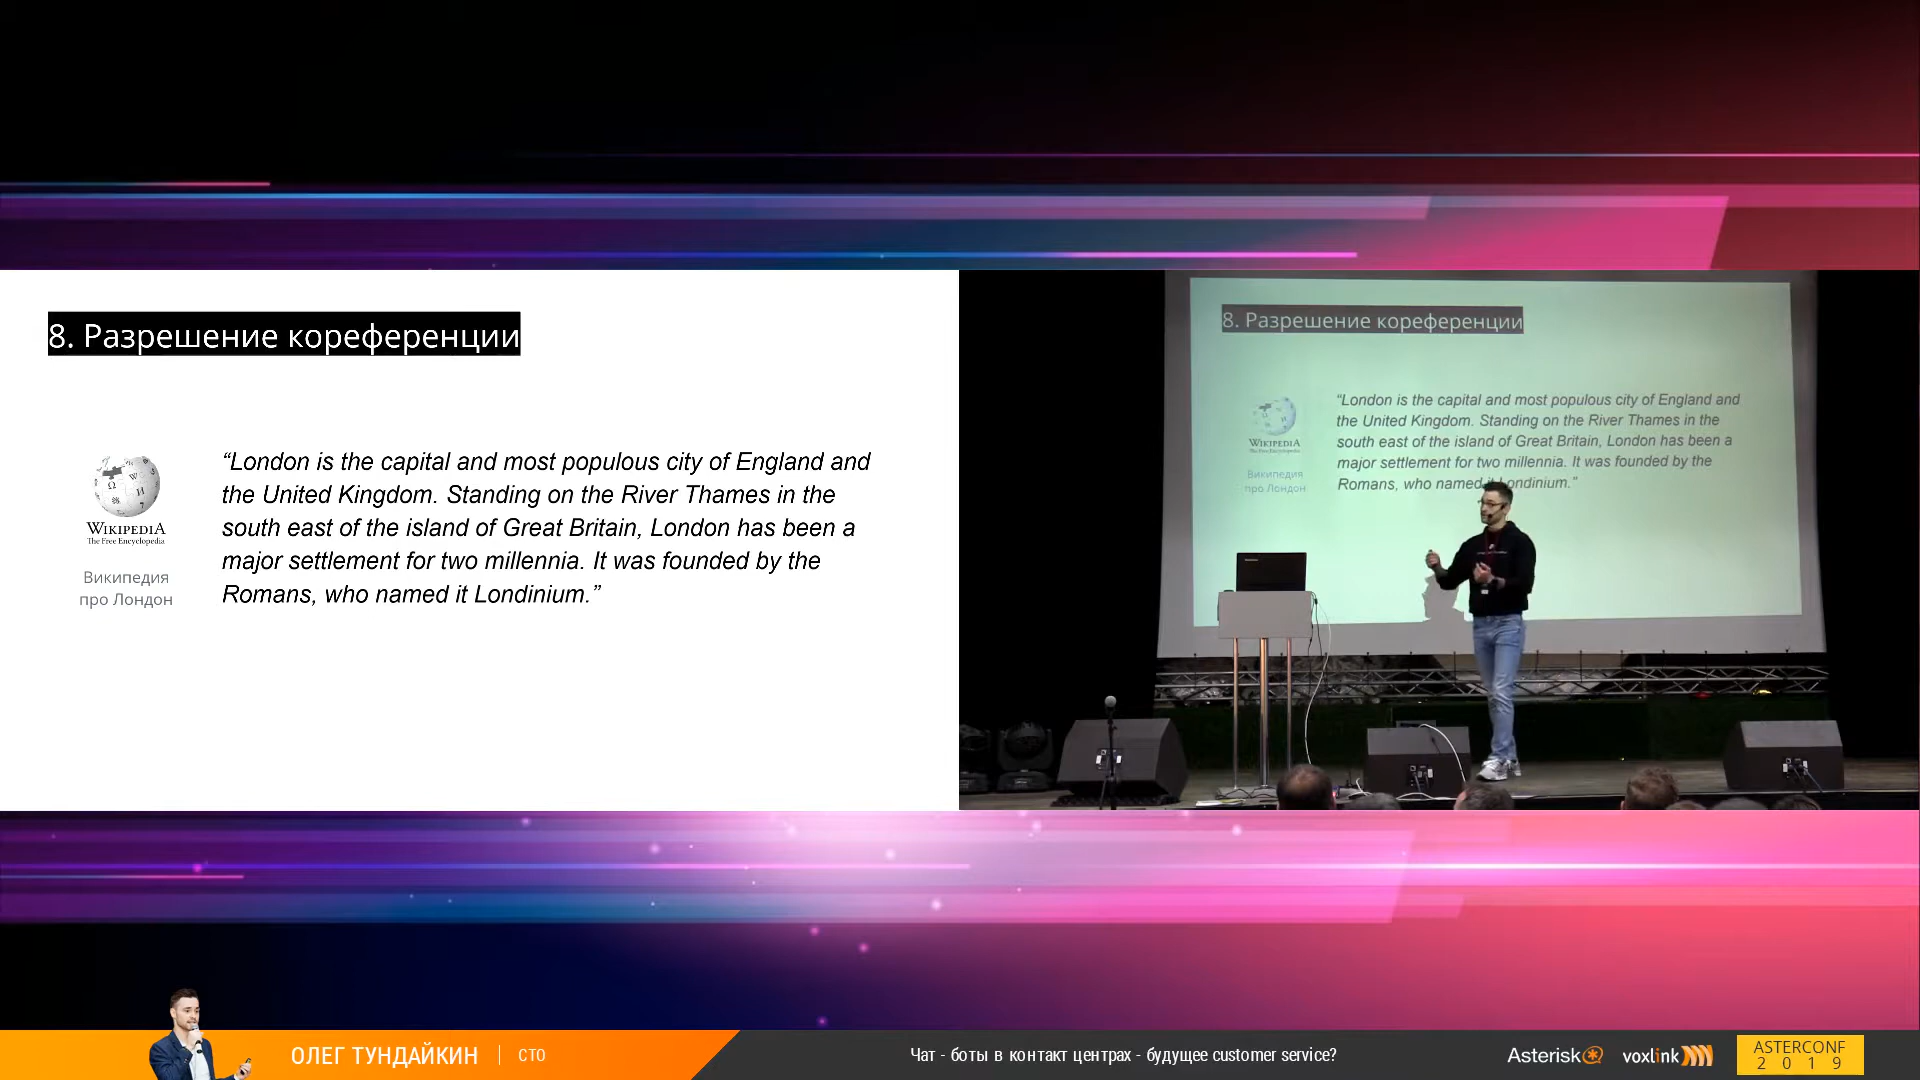 8. Разрешение кореференции
“London is the capital and most populous city of England and
the United Kingdom. Standing on the River Thames in the
south east of the island of Great Britain, London has been a
major settlement for two millennia. It was founded by the
Romans, who named it Londinium.”
WIKIPEDIA
The Free Encyclopedia
Википедия
про Лондон
8. Разрешение кореференции
“London is the capital and most populous city of England and
the United Kingdom. Standing on the River Thames in the
south east of the island of Great Britain, London has been a
major settlement for two millennia. It was founded by the
Romans, who named it Londinium.”
WIKIPEDIA
Википедия
про Лондон
ОЛЕГ ТУНДАЙКИН
CTO
Чат - боты в контакт центрах - будущее customer service?
Asterisk
voxlink
ASTERCONF
2 0 1 9